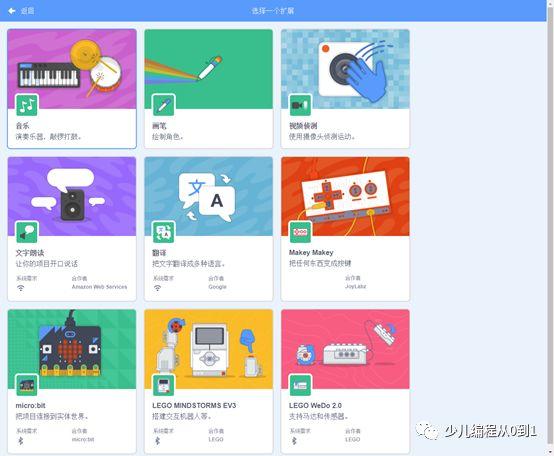 返回
选择一个扩展
音乐
演奏乐器，敲锣打鼓。
画笔
绘制角色。
视频侦测
使用摄像头侦测运动。
文字朗读
让你的项目开口说话
系统需求
合作者
Amazon Web Services
文
A
翻译
把文字翻译成多种语言。
系统需求
合作者
Google
Makey Makey
把任何东西变成按键
合作者
JoyLabz
micro:bit
把项目连接到实体世界。
系统需求
合作者
micro:bit
LEGO MINDSTORMS EV3
搭建交互机器人等。
系统需求
合作者
LEGO
LEGO WeDo 2.0
支持马达和传感器。
系统需求
合作者
LEGO
少儿编程从0到1